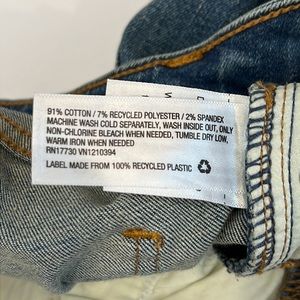 91% COTTON / 7% RECYCLED POLYESTER / 2% SPANDEX
MACHINE WASH COLD SEPARATELY, WASH INSIDE OUT, ONLY
NON-CHLORINE BLEACH WHEN NEEDED, TUMBLE DRY LOW,
WARM IRON WHEN NEEDED
RN17730 VN1210394
LABEL MADE FROM 100% RECYCLED PLASTIC